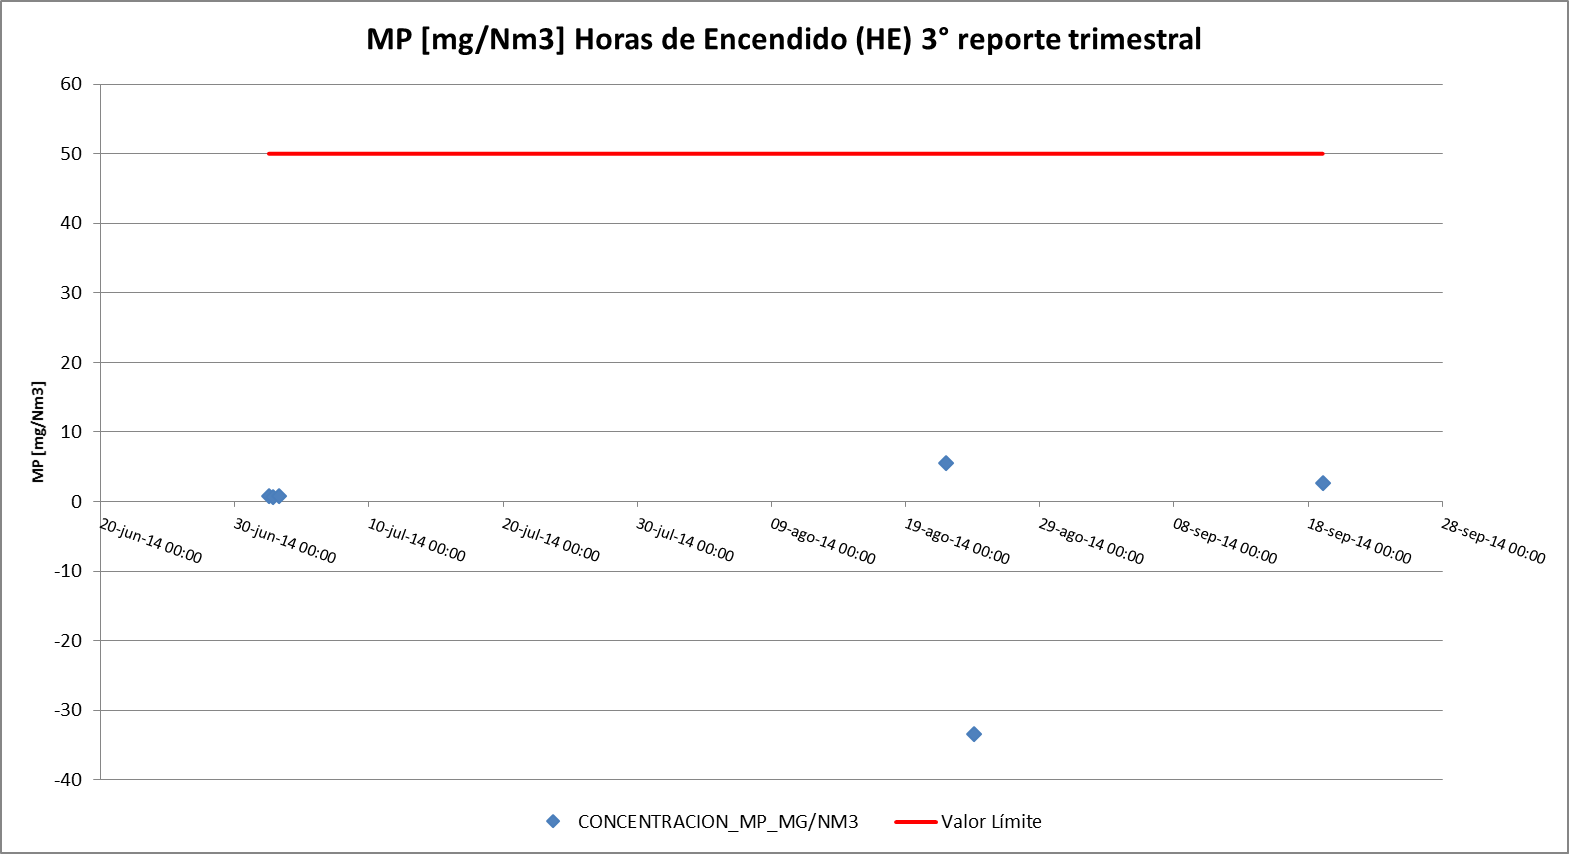 MP [mg/Nm3] Horas de Encendido (HE) 3° reporte trimestral
60
50
40
30
20
10
0
-10
-20
-30
-40
MP [mg/Nm3]
20-jun-14 00:00
30-jun-14 00:00
10-jul-14 00:00
20-jul-14 00:00
30-jul-14 00:00
09-ago-14 00:00
19-ago-14 00:00
29-ago-14 00:00
08-sep-14 00:00
18-sep-14 00:00
28-sep-14 00:00
CONCENTRACION_MP_MG/NM3
Valor Límite